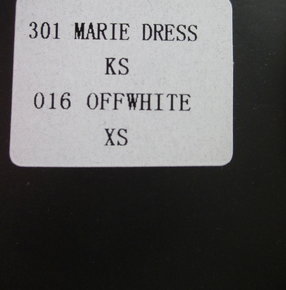 301 MARIE DRESS
KS
016 OFFWHITE
XS